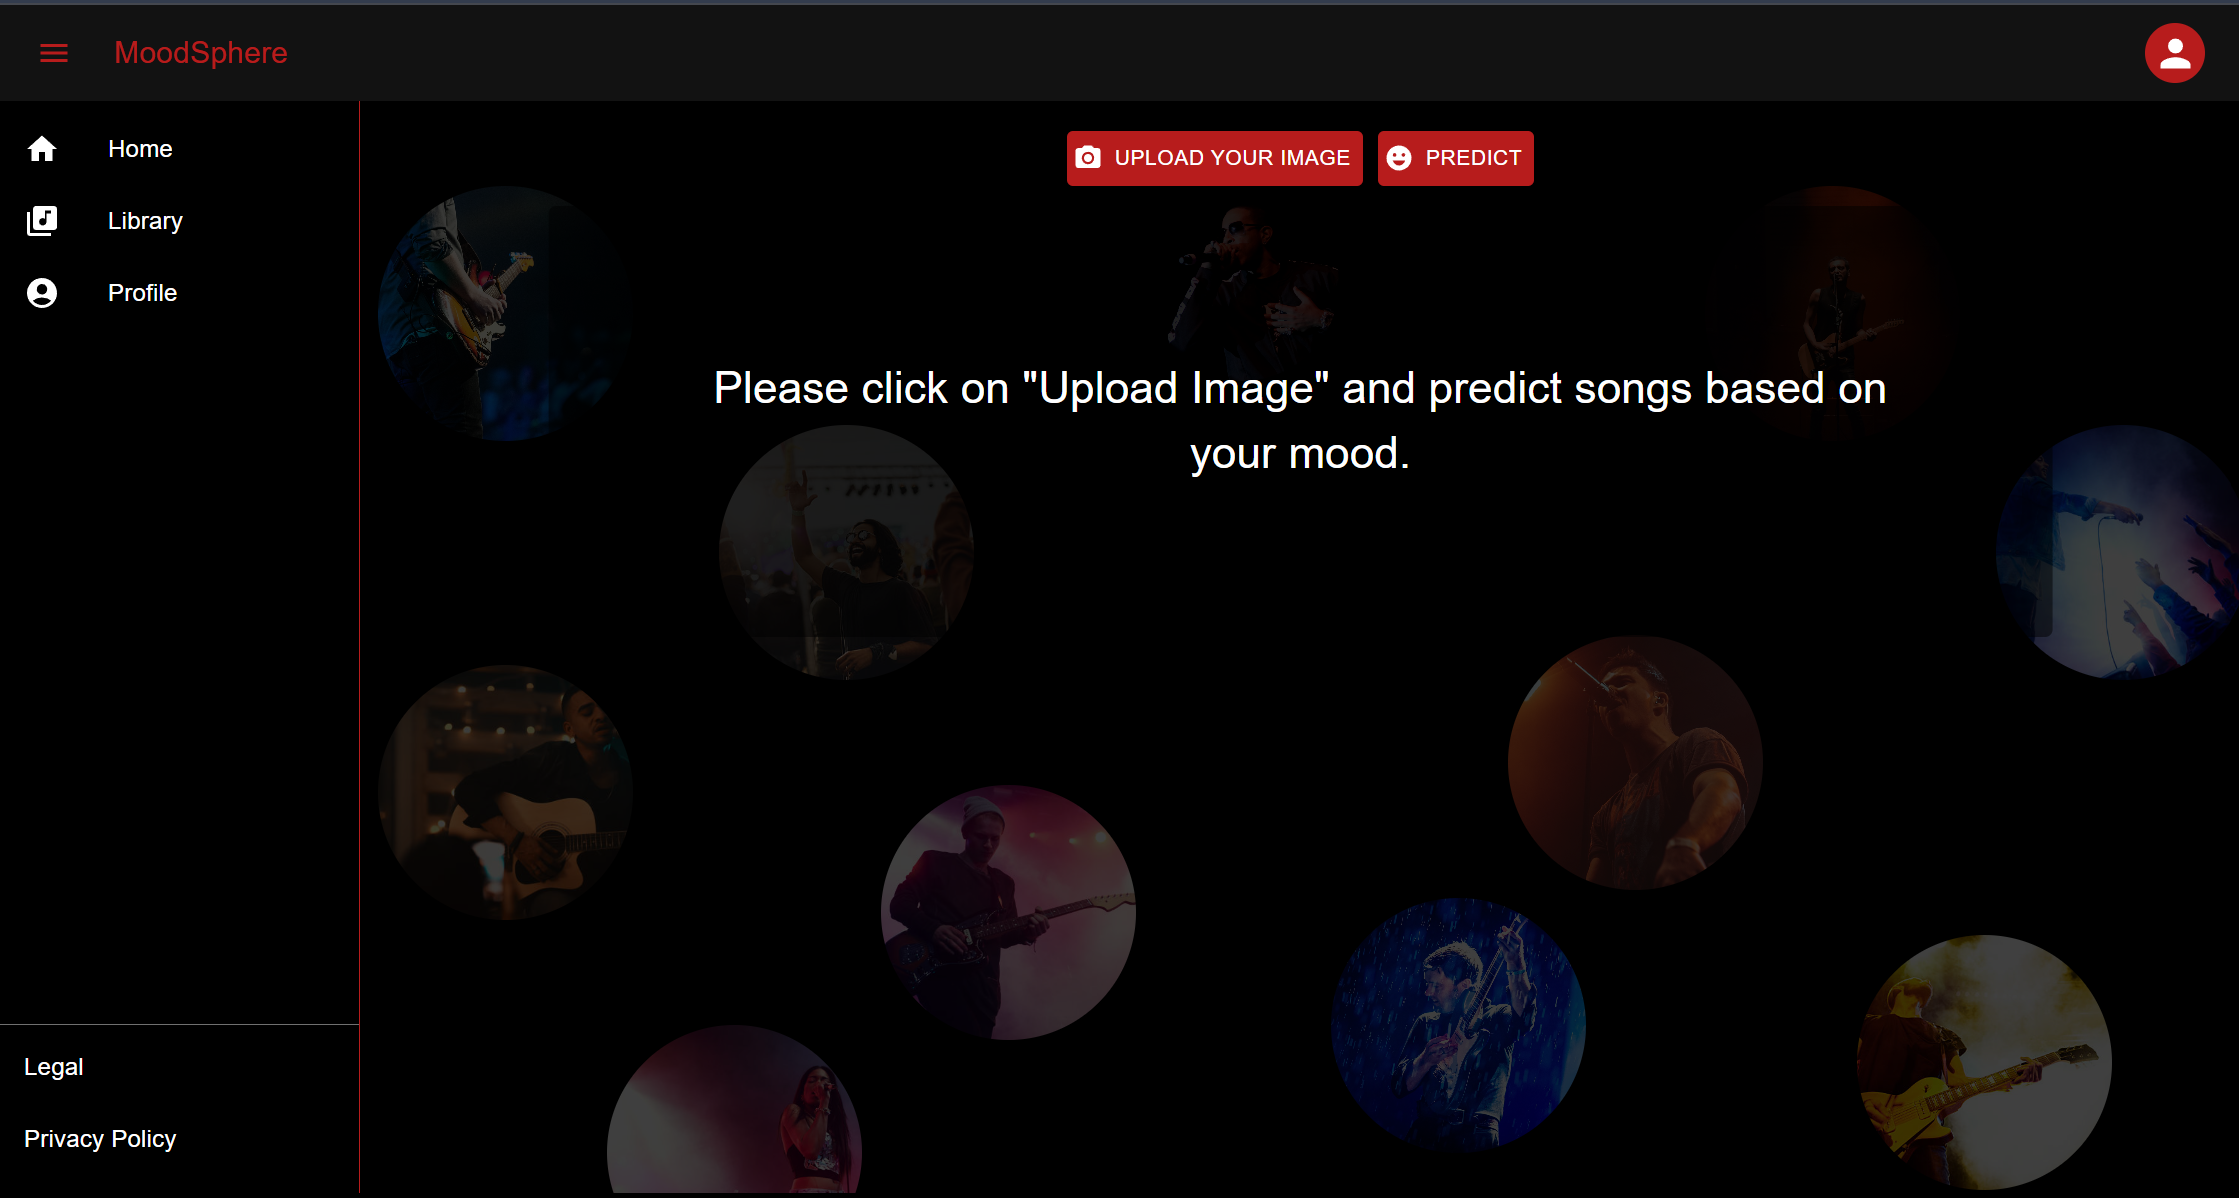 MoodSphere
Home
Library
Profile
UPLOAD YOUR IMAGE
PREDICT
Please click on "Upload Image" and predict songs based on
your mood.
Legal
Privacy Policy